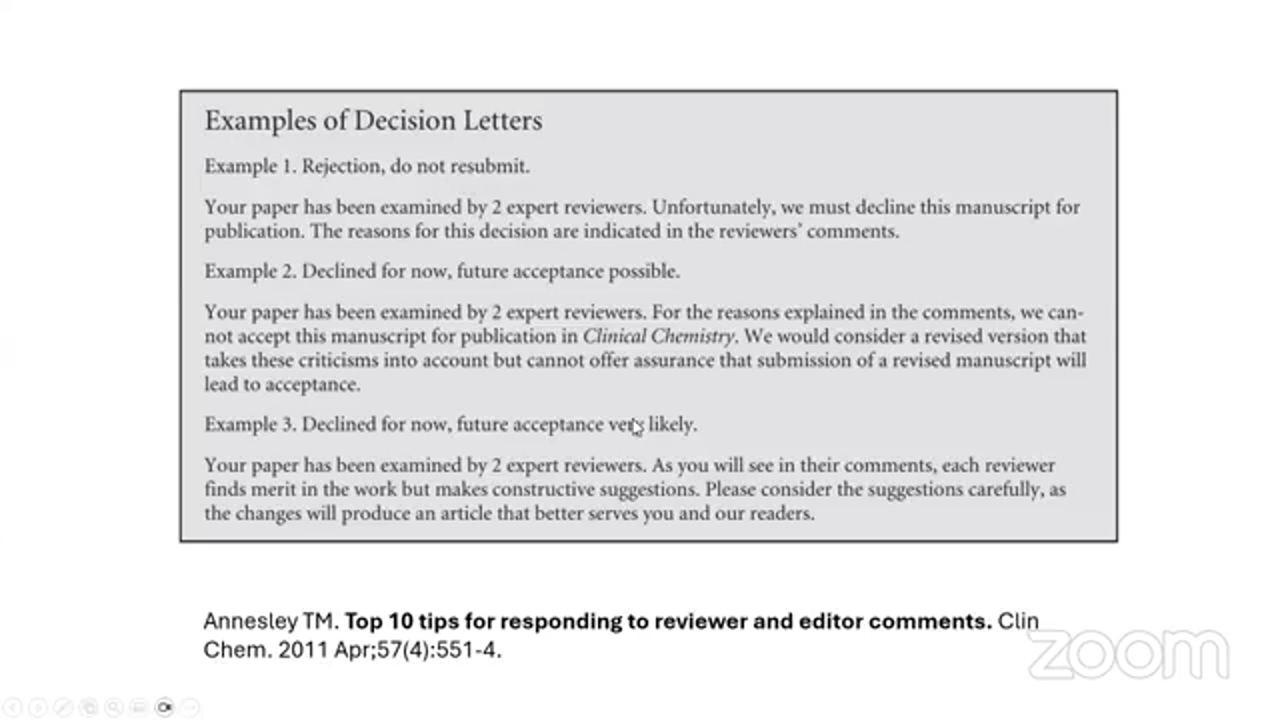 Examples of Decision Letters
Example 1. Rejection, do not resubmit.
Your paper has been examined by 2 expert reviewers. Unfortunately, we must decline this manuscript for
publication. The reasons for this decision are indicated in the reviewers' comments.
Example 2. Declined for now, future acceptance possible.
Your paper has been examined by 2 expert reviewers. For the reasons explained in the comments, we can-
not accept this manuscript for publication in Clinical Chemistry. We would consider a revised version that
takes these criticisms into account but cannot offer assurance that submission of a revised manuscript will
lead to acceptance.
Example 3. Declined for now, future acceptance very likely.
Your paper has been examined by 2 expert reviewers. As you will see in their comments, each reviewer
finds merit in the work but makes constructive suggestions. Please consider the suggestions carefully, as
the changes will produce an article that better serves you and our readers.
Annesley TM. Top 10 tips for responding to reviewer and editor comments. Clin
Chem. 2011 Apr;57(4):551-4.
zoom